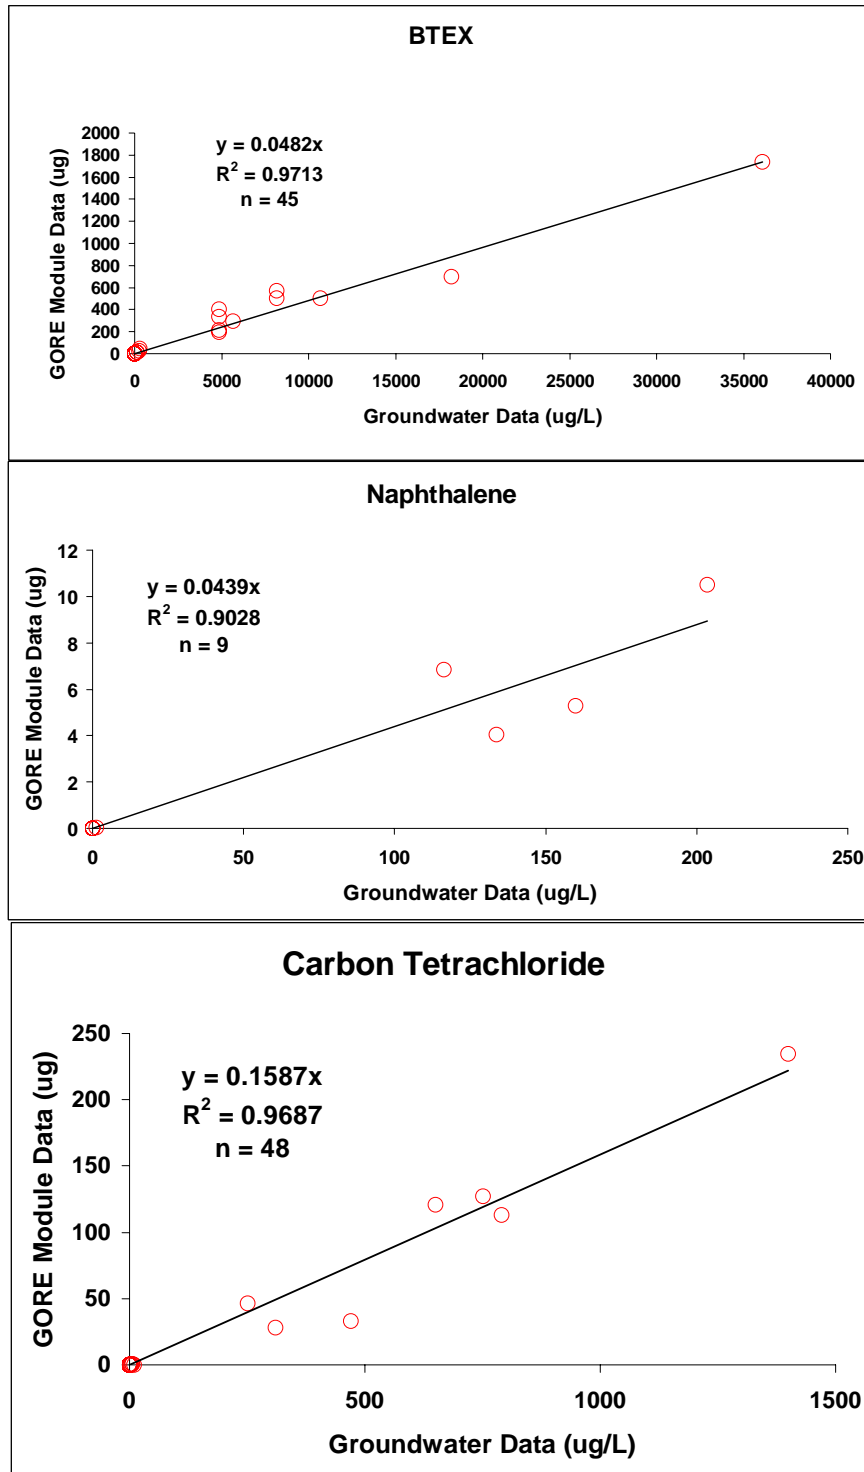 BTEX
y = 0.0482x
R² = 0.9713
n = 45
GORE Module Data (ug)
2000
1800
1600
1400
1200
1000
800
600
400
200
0
0 5000 10000 15000 20000 25000 30000 35000 40000
Groundwater Data (ug/L)
Naphthalene
y = 0.0439x
R² = 0.9028
n = 9
GORE Module Data (ug)
12
10
8
6
4
2
0
0 50 100 150 200 250
Groundwater Data (ug/L)
Carbon Tetrachloride
y = 0.1587x
R² = 0.9687
n = 48
GORE Module Data (ug)
250
200
150
100
50
0
0 500 1000 1500
Groundwater Data (ug/L)